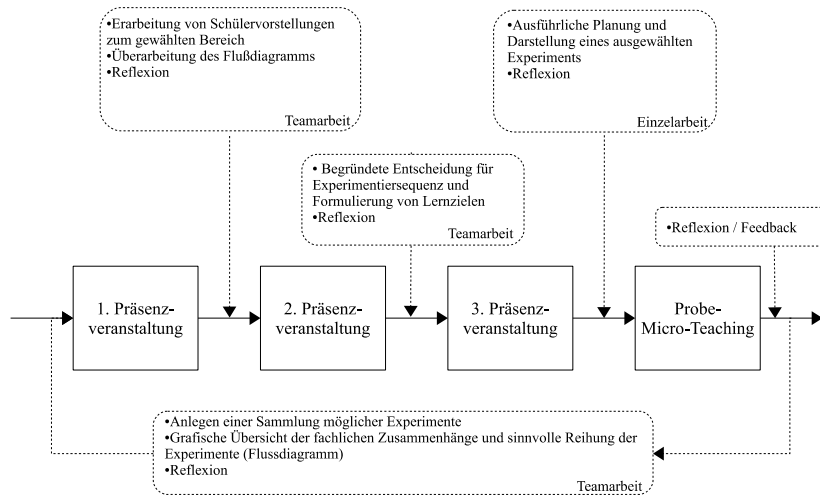 •Erarbeitung von Schülervorstellungen
zum gewählten Bereich
•Überarbeitung des Flußdiagramms
•Reflexion
Teamarbeit
•Ausführliche Planung und
Darstellung eines ausgewählten
Experiments
•Reflexion
Einzelarbeit
• Begründete Entscheidung für
Experimentiersequenz und
Formulierung von Lernzielen
•Reflexion
Teamarbeit
•Reflexion / Feedback
1. Präsenz-
veranstaltung
2. Präsenz-
veranstaltung
3. Präsenz-
veranstaltung
Probe-
Micro-Teaching
•Anlegen einer Sammlung möglicher Experimente
•Grafische Übersicht der fachlichen Zusammenhänge und sinnvolle Reihung der
Experimente (Flussdiagramm)
•Reflexion
Teamarbeit